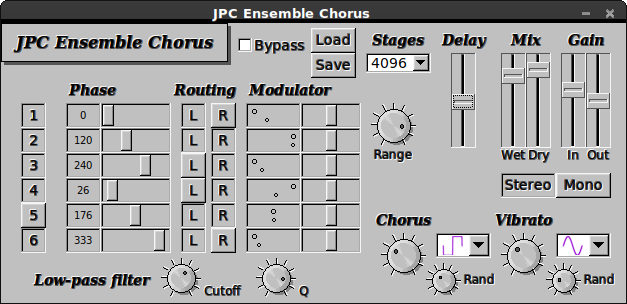 JPC Ensemble Chorus
JPC Ensemble Chorus
Bypass
Load
Save
Stages
4096
Delay
Mix
Gain
Phase
Routing
Modulator
1 0 L R
2 120 L R
3 240 L R
4 26 L R
5 176 L R
6 333 L R
Range
Wet Dry
In Out
Stereo Mono
Chorus
Vibrato
Rand
Rand
Low-pass filter
Cutoff
Q